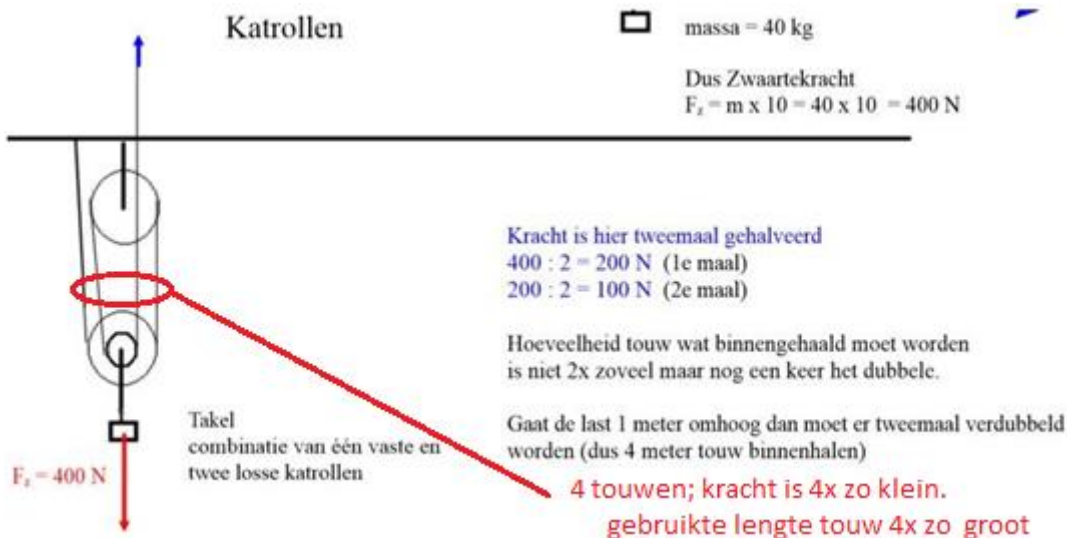 Katrollen
massa = 40 kg
Dus Zwaartekracht
Fz = m x 10 = 40 x 10 = 400 N
Kracht is hier tweemaal gehalveerd
400 : 2 = 200 N (1e maal)
200 : 2 = 100 N (2e maal)
Hoeveelheid touw wat binnengehaald moet worden
is niet 2x zoveel maar nog een keer het dubbele.
Takel
combinatie van één vaste en
twee losse katrollen
Fz = 400 N
Gaat de last 1 meter omhoog dan moet er tweemaal verdubbeld
worden (dus 4 meter touw binnenhalen)
4 touwen; kracht is 4x zo klein.
gebruikte lengte touw 4x zo groot